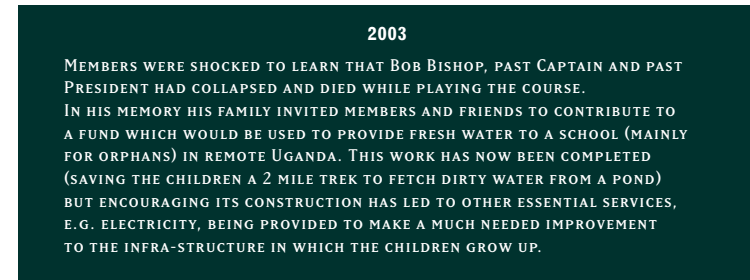 2003
Members were shocked to learn that Bob Bishop, past Captain and past
President had collapsed and died while playing the course.
In his memory his family invited members and friends to contribute to
a fund which would be used to provide fresh water to a school (mainly
for orphans) in remote Uganda. This work has now been completed
(saving the children a 2 mile trek to fetch dirty water from a pond)
but encouraging its construction has led to other essential services,
e.g. electricity, being provided to make a much needed improvement
to the infra-structure in which the children grow up.